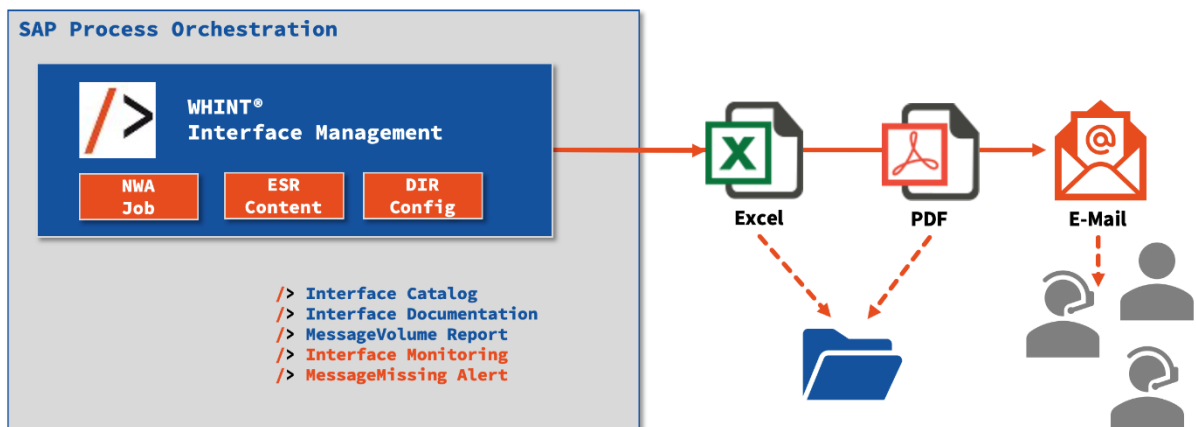 SAP Process Orchestration
WHINT®
Interface Management
NWA
Job
ESR
Content
DIR
Config
/> Interface Catalog
/> Interface Documentation
/> MessageVolume Report
/> Interface Monitoring
/> MessageMissing Alert
X
Excel
PDF
@
E-Mail